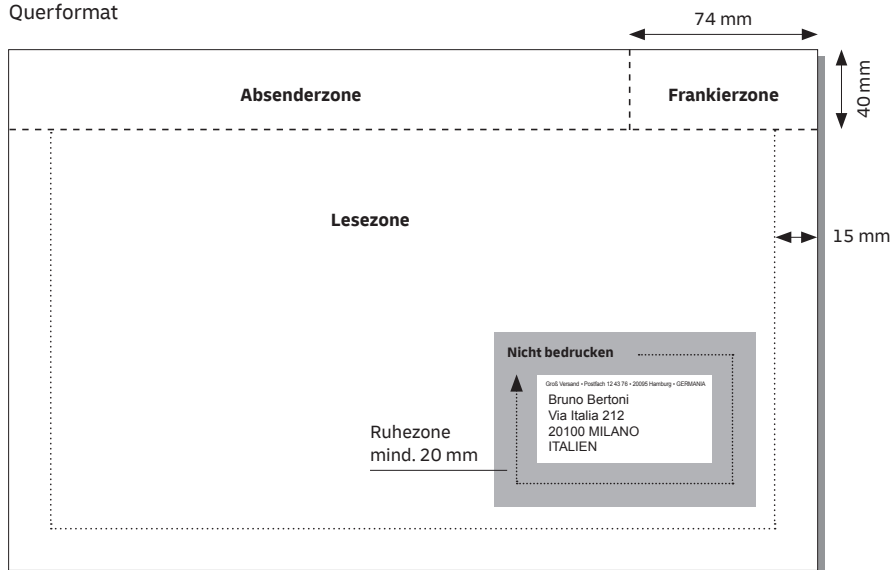 Querformat
74 mm
40 mm
Absenderzone
Frankierzone
Lesezone
15 mm
Nicht bedrucken
Groß Versand • Postfach 12 43 76 • 20095 Hamburg • GERMANIA
Bruno Bertoni
Via Italia 212
20100 MILANO
ITALIEN
Ruhezone
mind. 20 mm